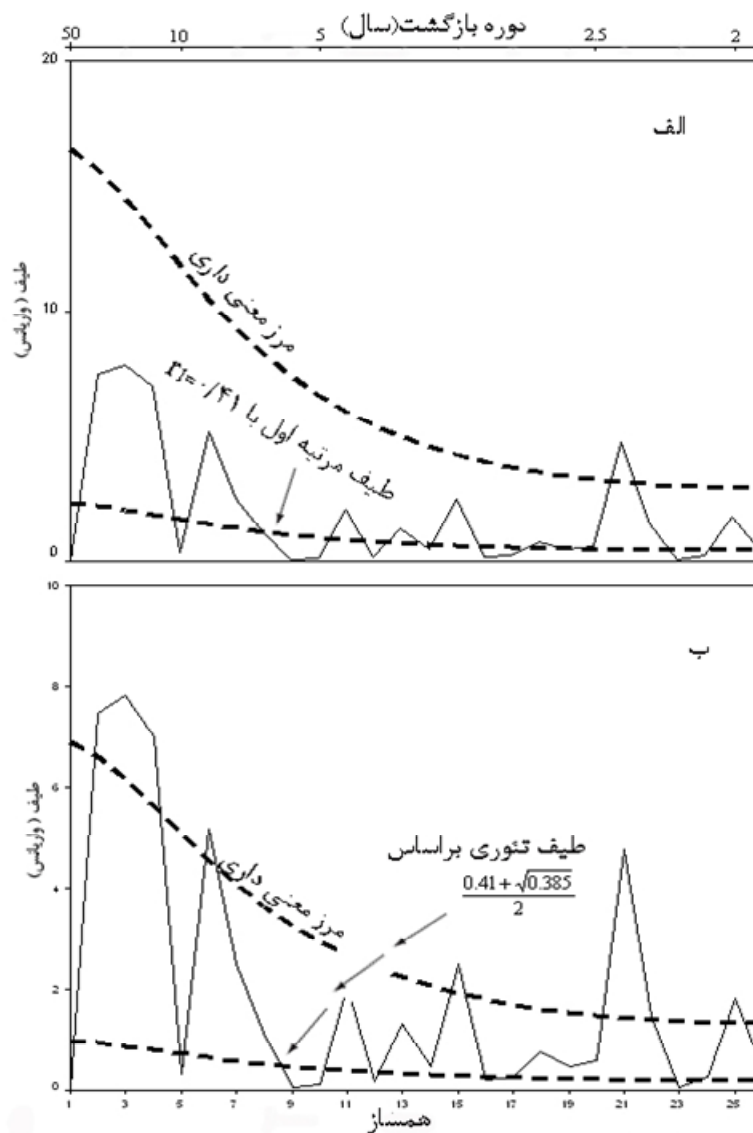 دوره بازگشت(سال)
50 10 5 2.5 2
20
الف
مرز معنی داری
طیف (واریانس)
10
طیف مرتبه اول با r1=۰/۴۱
0
10
ب
8
طیف (واریانس)
6
طیف تئوری براساس
0.41+√0.385
2
مرز معنی داری
4
2
0
1 3 5 7 9 11 13 15 17 19 21 23 25
همساز